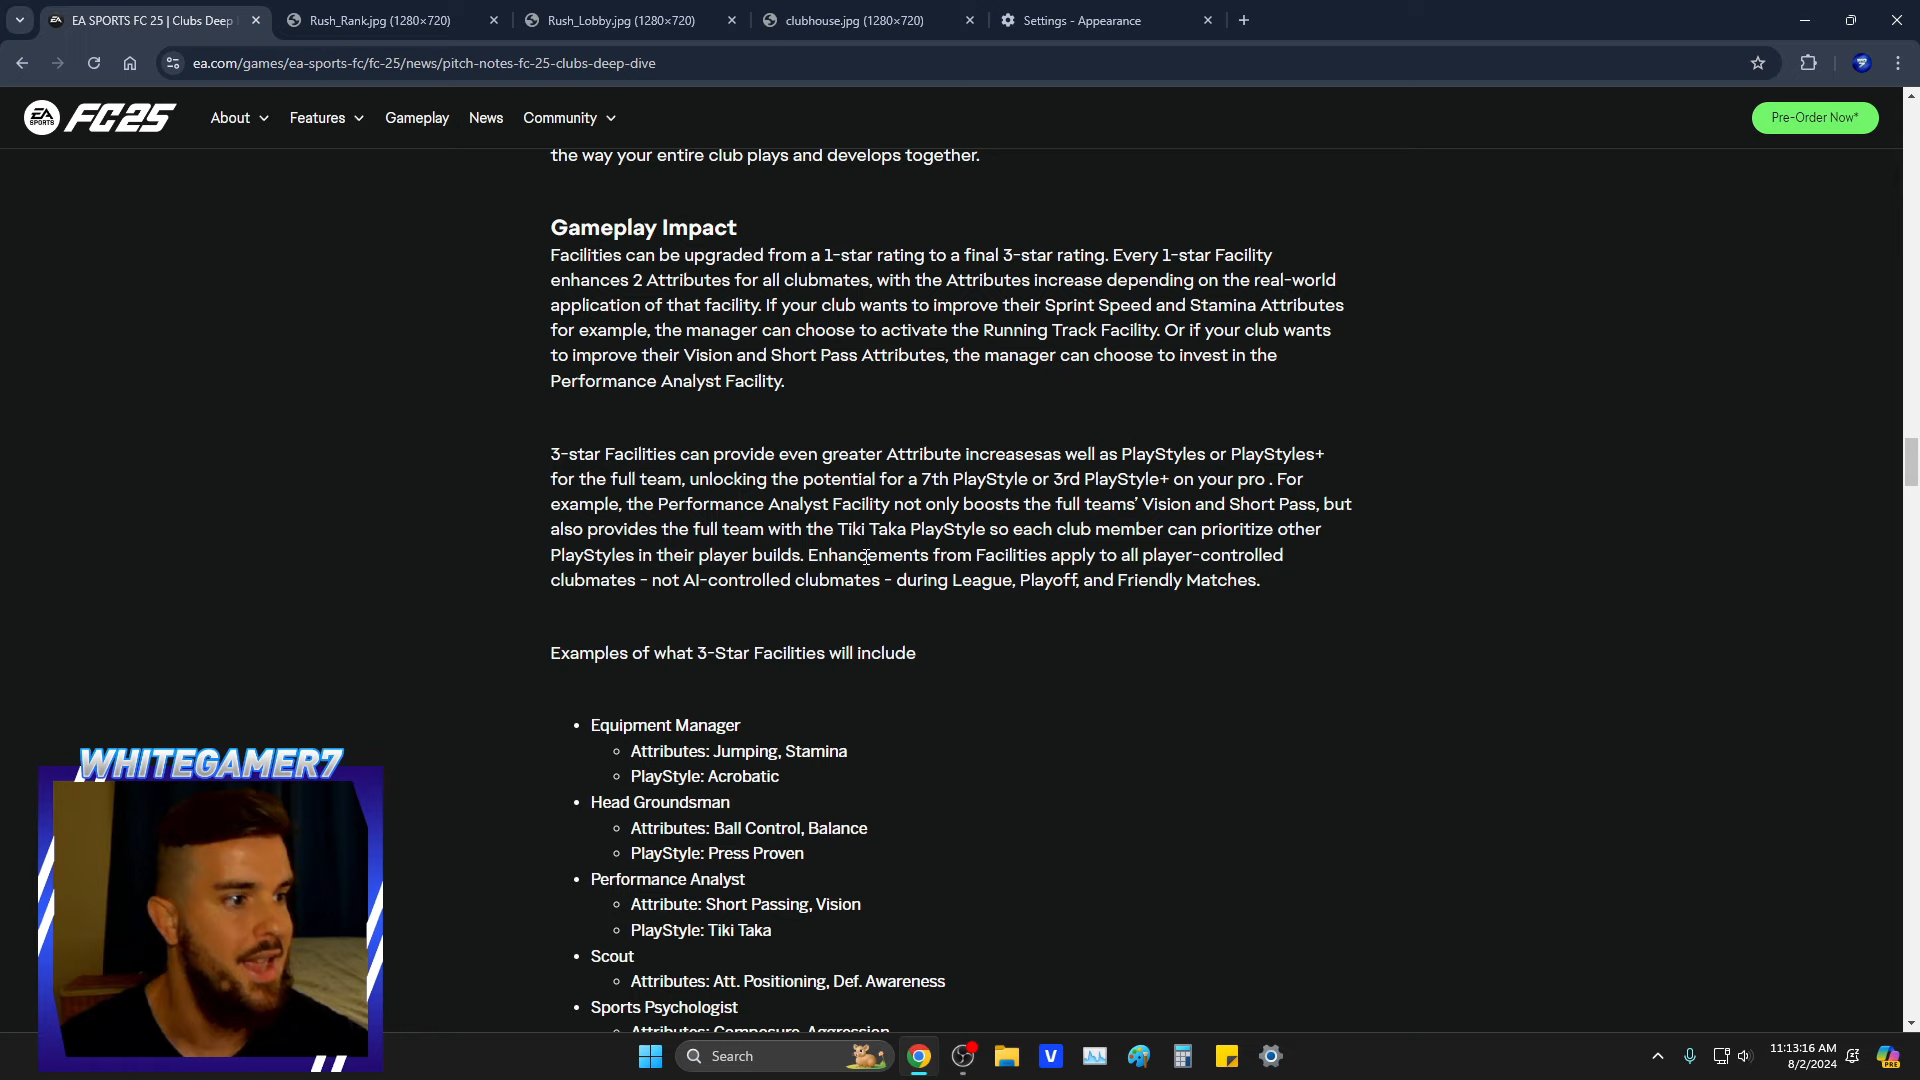 EA SPORTS FC 25 | Clubs Deep
Rush_Rank.jpg (1280×720)
Rush_Lobby.jpg (1280×720)
clubhouse.jpg (1280×720)
Settings - Appearance
ea.com/games/ea-sports-fc/fc-25/news/pitch-notes-fc-25-clubs-deep-dive
EA SPORTS FC25
About
Features
Gameplay
News
Community
Pre-Order Now*
the way your entire club plays and develops together.
Gameplay Impact
Facilities can be upgraded from a 1-star rating to a final 3-star rating. Every 1-star Facility
enhances 2 Attributes for all clubmates, with the Attributes increase depending on the real-world
application of that facility. If your club wants to improve their Sprint Speed and Stamina Attributes
for example, the manager can choose to activate the Running Track Facility. Or if your club wants
to improve their Vision and Short Pass Attributes, the manager can choose to invest in the
Performance Analyst Facility.
3-star Facilities can provide even greater Attribute increasesas well as PlayStyles or PlayStyles+
for the full team, unlocking the potential for a 7th PlayStyle or 3rd PlayStyle+ on your pro . For
example, the Performance Analyst Facility not only boosts the full teams’ Vision and Short Pass, but
also provides the full team with the Tiki Taka PlayStyle so each club member can prioritize other
PlayStyles in their player builds. Enhancements from Facilities apply to all player-controlled
clubmates - not AI-controlled clubmates - during League, Playoff, and Friendly Matches.
Examples of what 3-Star Facilities will include
• Equipment Manager
◦ Attributes: Jumping, Stamina
◦ PlayStyle: Acrobatic
• Head Groundsman
◦ Attributes: Ball Control, Balance
◦ PlayStyle: Press Proven
• Performance Analyst
◦ Attribute: Short Passing, Vision
◦ PlayStyle: Tiki Taka
• Scout
◦ Attributes: Att. Positioning, Def. Awareness
• Sports Psychologist
◦ Attributes: Composure, Aggression
WHITEGAMER7
Search
V
PRE
11:13:16 AM
8/2/2024